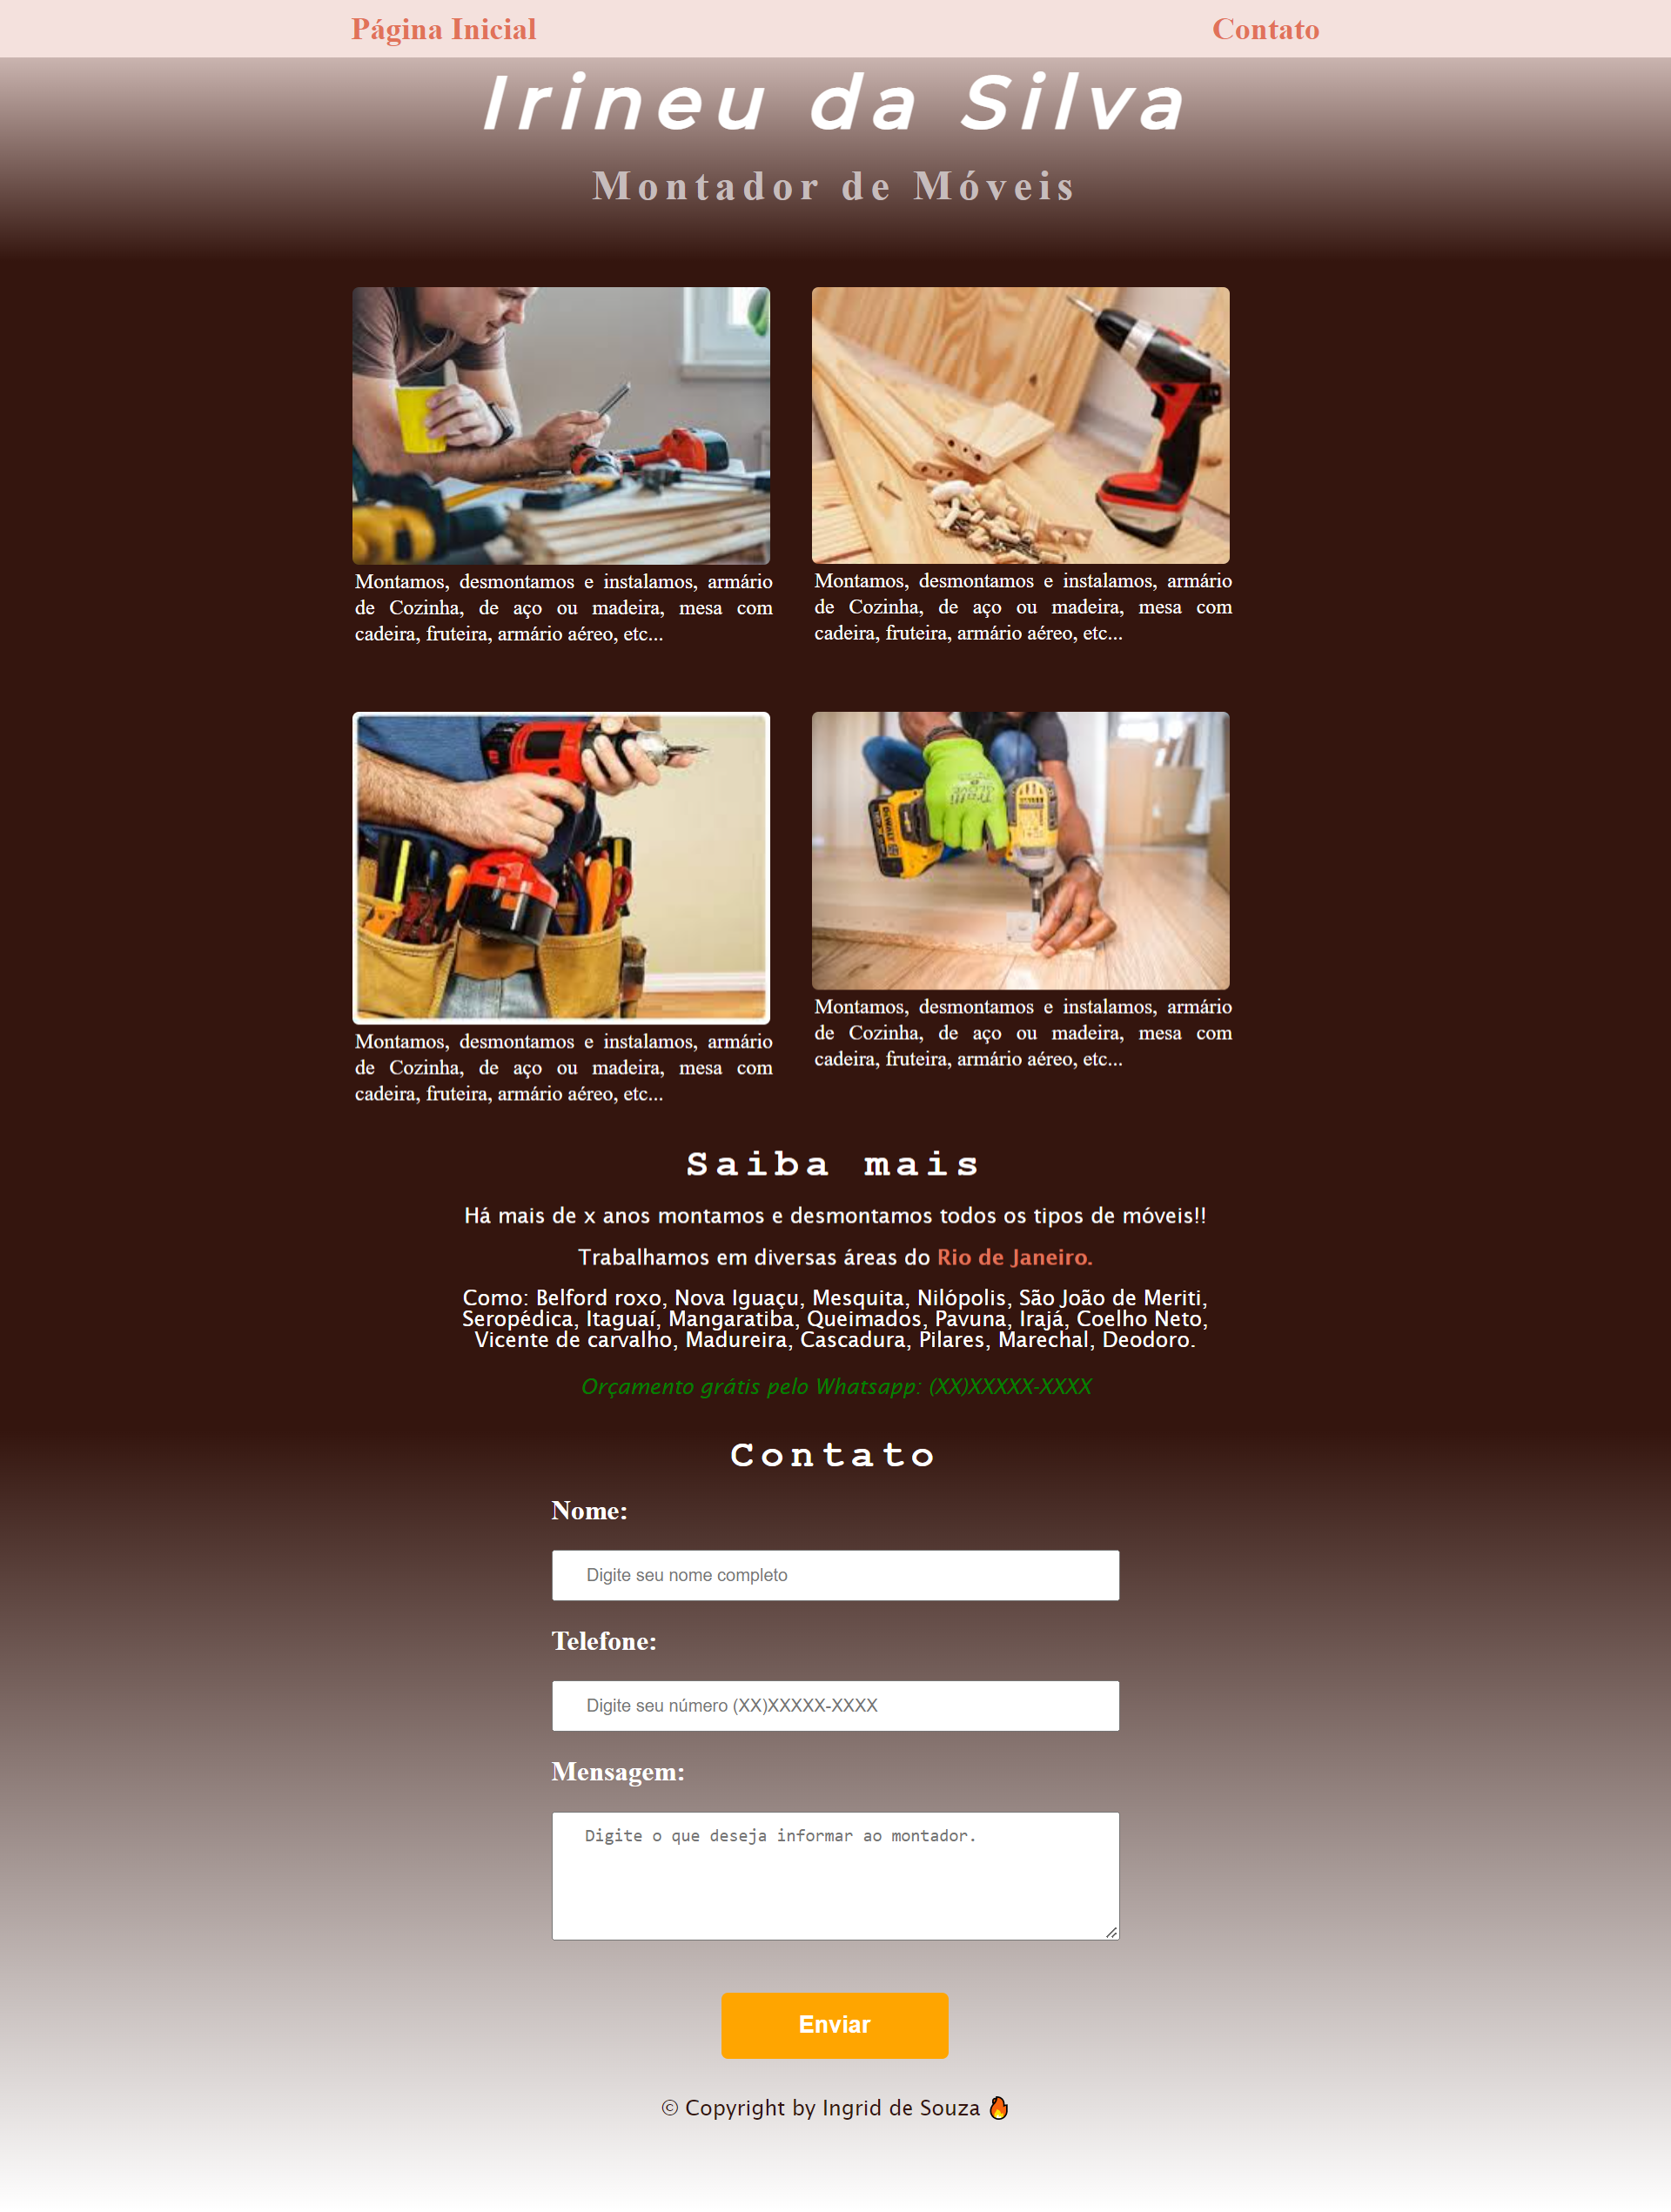 Página Inicial Contato
Irineu da Silva
Montador de Móveis
Montamos, desmontamos e instalamos, armário
de Cozinha, de aço ou madeira, mesa com
cadeira, fruteira, armário aéreo, etc...
Montamos, desmontamos e instalamos, armário
de Cozinha, de aço ou madeira, mesa com
cadeira, fruteira, armário aéreo, etc...
Montamos, desmontamos e instalamos, armário
de Cozinha, de aço ou madeira, mesa com
cadeira, fruteira, armário aéreo, etc...
Montamos, desmontamos e instalamos, armário
de Cozinha, de aço ou madeira, mesa com
cadeira, fruteira, armário aéreo, etc...
Saiba mais
Há mais de x anos montamos e desmontamos todos os tipos de móveis!!
Trabalhamos em diversas áreas do Rio de Janeiro.
Como: Belford roxo, Nova Iguaçu, Mesquita, Nilópolis, São João de Meriti,
Seropédica, Itaguaí, Mangaratiba, Queimados, Pavuna, Irajá, Coelho Neto,
Vicente de carvalho, Madureira, Cascadura, Pilares, Marechal, Deodoro.
Orçamento grátis pelo Whatsapp: (XX)XXXXX-XXXX
Contato
Nome:
Digite seu nome completo
Telefone:
Digite seu número (XX)XXXXX-XXXX
Mensagem:
Digite o que deseja informar ao montador.
Enviar
© Copyright by Ingrid de Souza 🔥